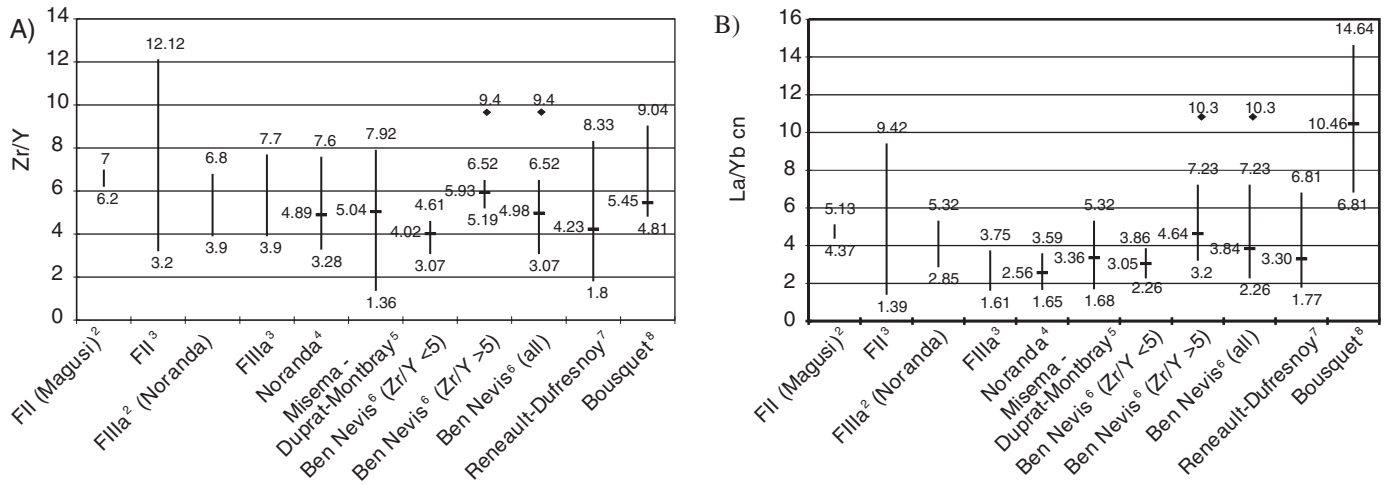 A)
Zr/Y
14
12
10
8
6
4
2
0
7
6.2
12.12
3.2
6.8
3.9
7.7
3.9
7.6
4.89
3.28
7.92
5.04
1.36
4.61
4.02
3.07
9.4
6.52
5.93
5.19
9.4
6.52
4.98
3.07
8.33
4.23
1.8
9.04
5.45
4.81
FII (Magusi)²
FII³
FIIIa² (Noranda)
FIIIa³
Noranda⁴
Misema -
Duprat-Montbray⁵
Ben Nevis⁶ (Zr/Y <5)
Ben Nevis⁶ (Zr/Y >5)
Ben Nevis⁶ (all)
Reneault-Dufresnoy⁷
Bousquet⁸
B)
La/Yb cn
16
14
12
10
8
6
4
2
0
5.13
4.37
9.42
1.39
5.32
2.85
3.75
1.61
3.59
2.56
1.65
5.32
3.36
1.68
3.86
3.05
2.26
10.3
7.23
4.64
3.2
10.3
7.23
3.84
2.26
6.81
3.30
1.77
14.64
10.46
6.81
FII (Magusi)²
FII³
FIIIa² (Noranda)
FIIIa³
Noranda⁴
Misema -
Duprat-Montbray⁵
Ben Nevis⁶ (Zr/Y <5)
Ben Nevis⁶ (Zr/Y >5)
Ben Nevis⁶ (all)
Reneault-Dufresnoy⁷
Bousquet⁸